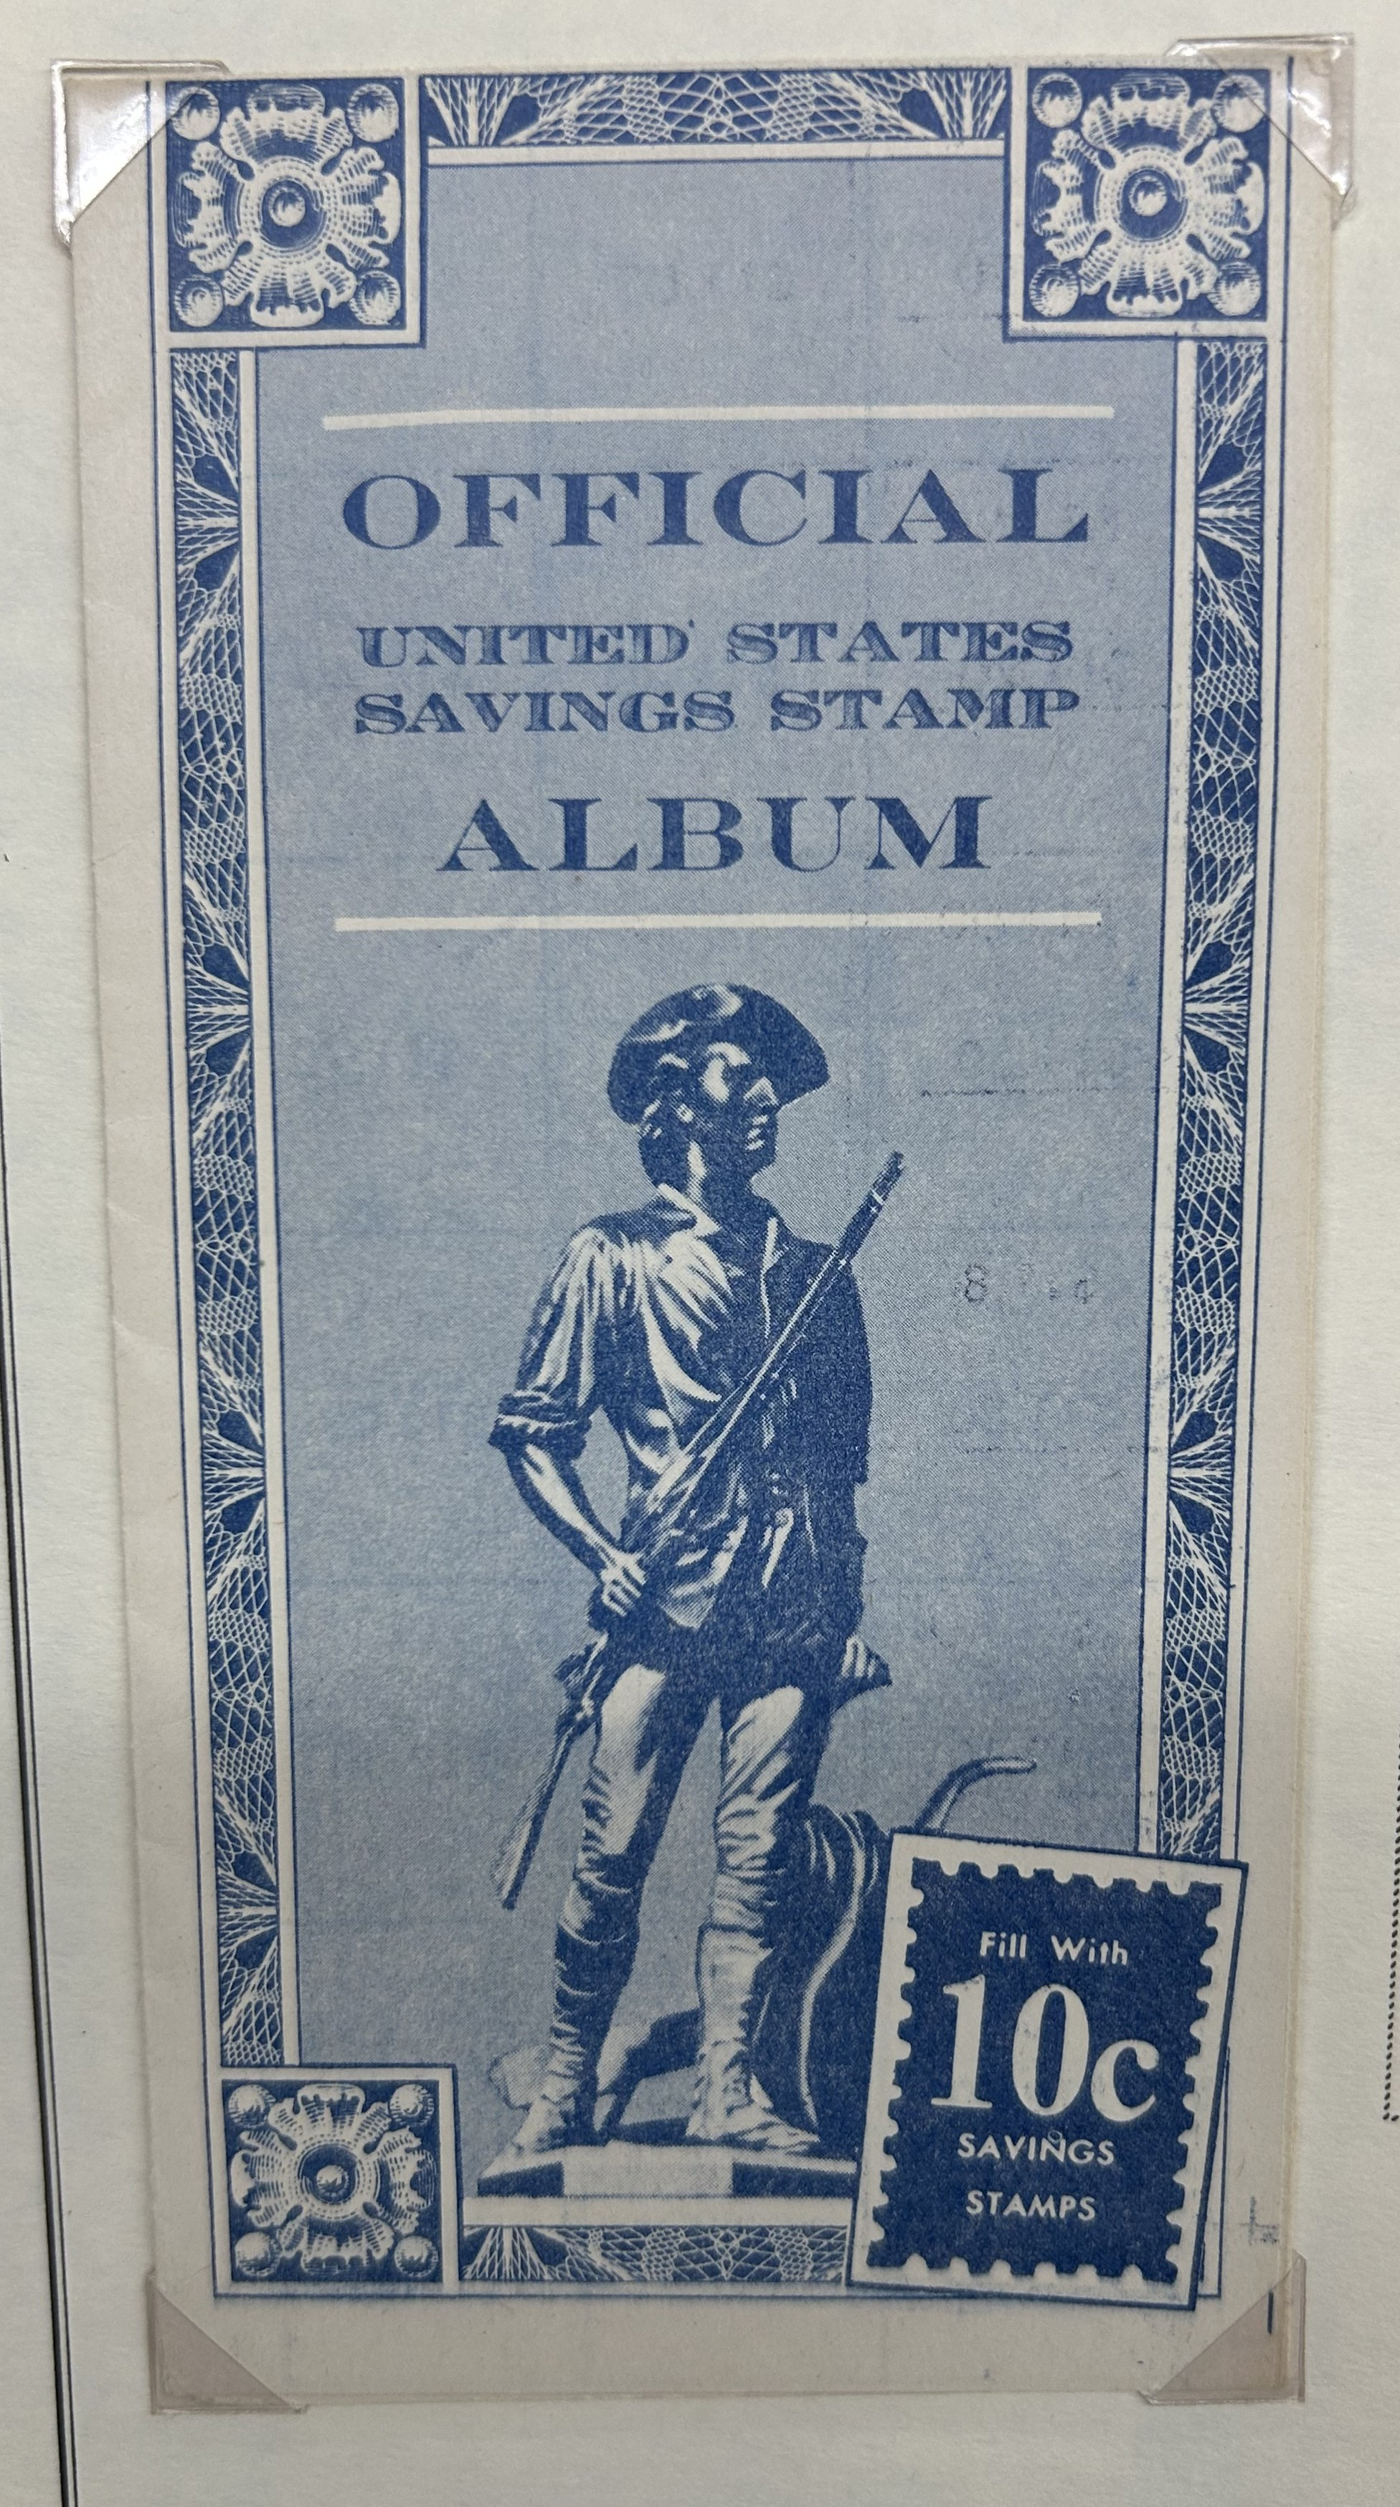 OFFICIAL
UNITED STATES
SAVINGS STAMP
ALBUM
Fill With
10c
SAVINGS
STAMPS